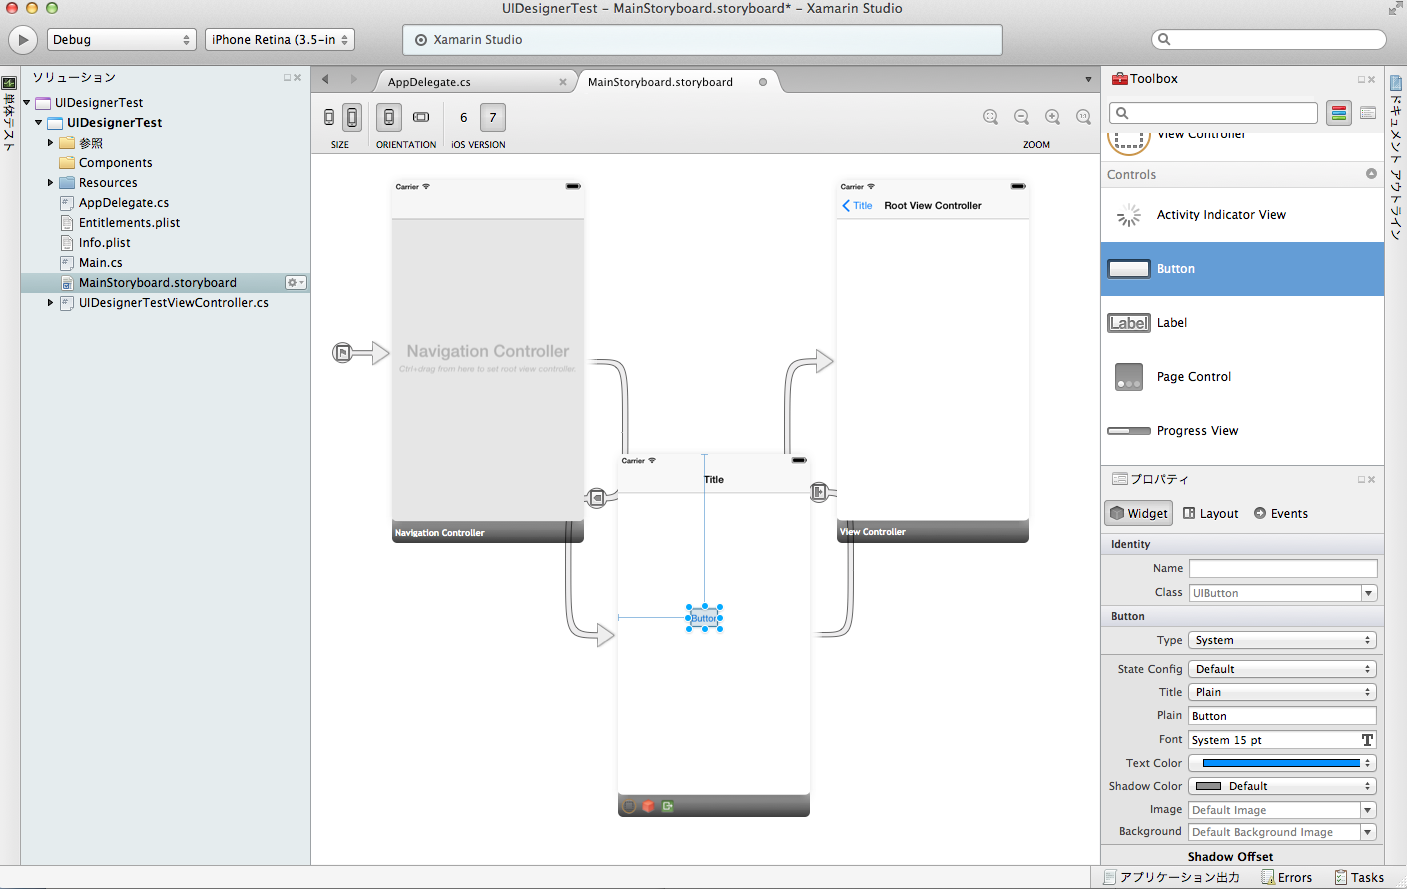 UIDesignerTest – MainStoryboard.storyboard* – Xamarin Studio
Debug
iPhone Retina (3.5-in
Xamarin Studio
単体テスト
ソリューション
UIDesignerTest
UIDesignerTest
参照
Components
Resources
AppDelegate.cs
Entitlements.plist
Info.plist
Main.cs
MainStoryboard.storyboard
UIDesignerTestViewController.cs
AppDelegate.cs
MainStoryboard.storyboard
6
7
SIZE
ORIENTATION
iOS VERSION
1:1
ZOOM
Carrier
Navigation Controller
Ctrl+drag from here to set root view controller.
Navigation Controller
Carrier
Title
Button
Carrier
Title
Root View Controller
View Controller
Toolbox
View Controller
Controls
Activity Indicator View
Button
Label
Label
Page Control
Progress View
プロパティ
Widget
Layout
Events
Identity
Name
Class
UIButton
Button
Type
System
State Config
Default
Title
Plain
Plain
Button
Font
System 15 pt
T
Text Color
Shadow Color
Default
Image
Default Image
Background
Default Background Image
Shadow Offset
ドキュメント アウトライン
アプリケーション出力
Errors
Tasks